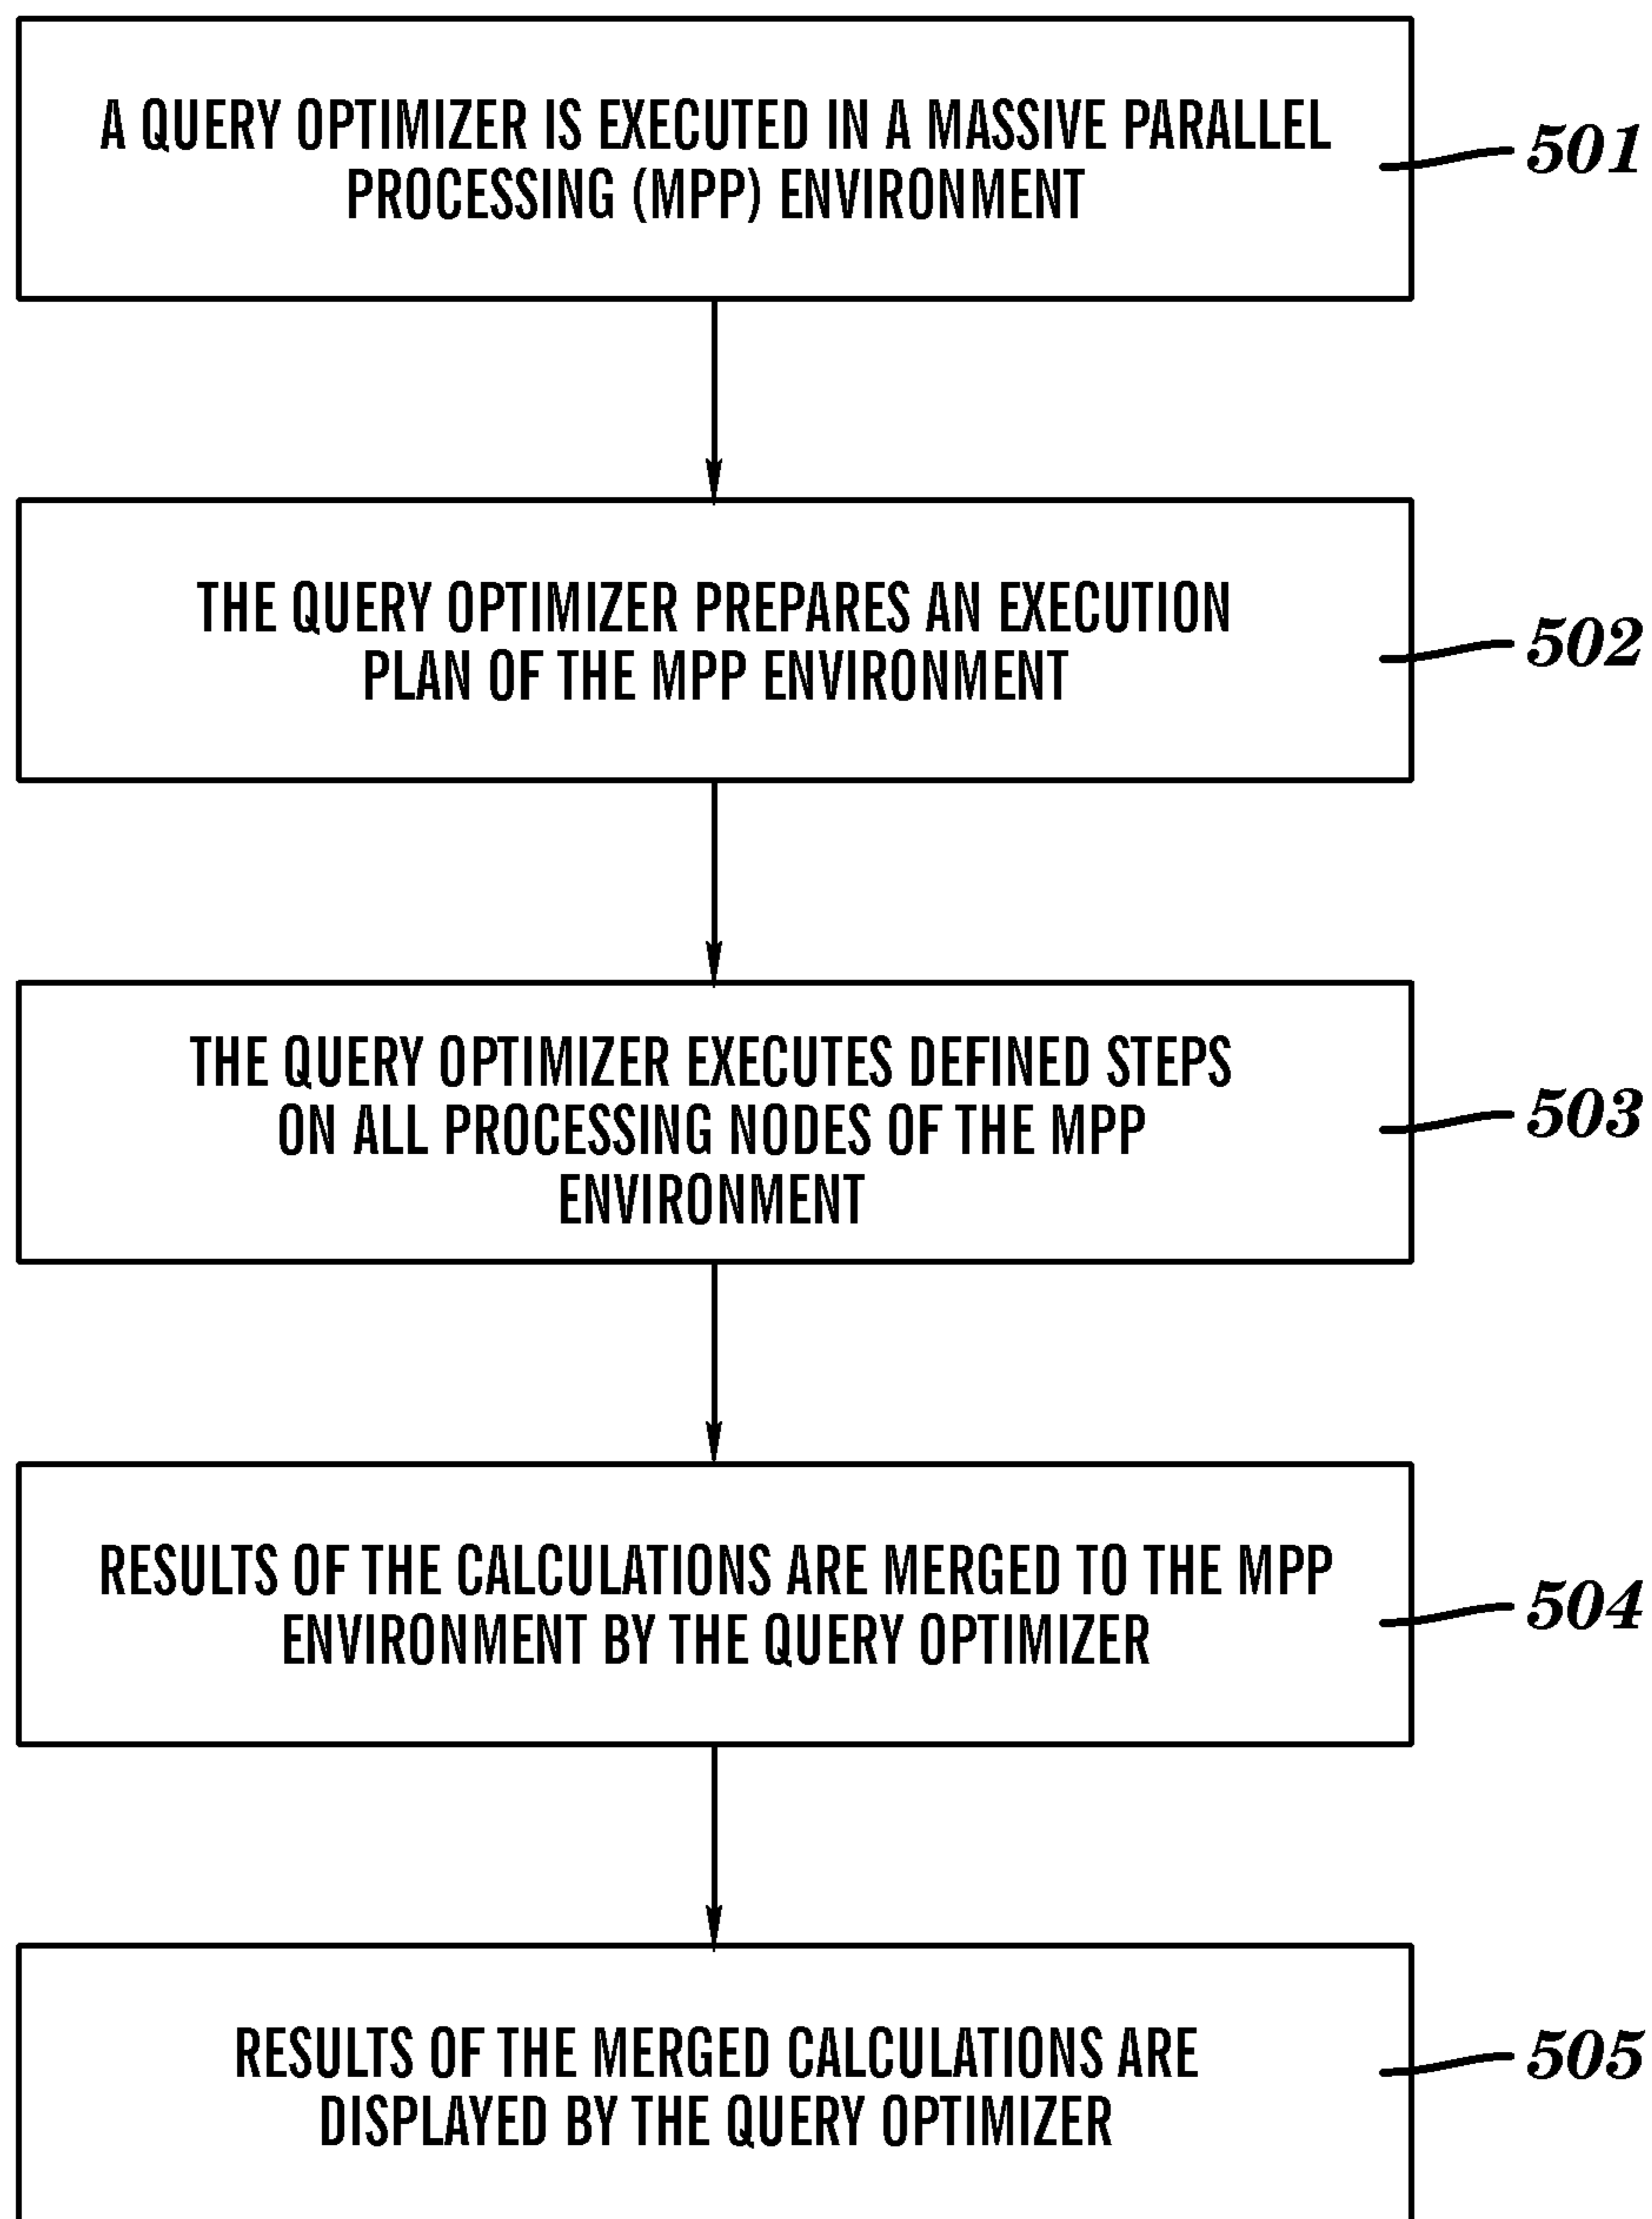 A QUERY OPTIMIZER IS EXECUTED IN A MASSIVE PARALLEL
PROCESSING (MPP) ENVIRONMENT
501
THE QUERY OPTIMIZER PREPARES AN EXECUTION
PLAN OF THE MPP ENVIRONMENT
502
THE QUERY OPTIMIZER EXECUTES DEFINED STEPS
ON ALL PROCESSING NODES OF THE MPP
ENVIRONMENT
503
RESULTS OF THE CALCULATIONS ARE MERGED TO THE MPP
ENVIRONMENT BY THE QUERY OPTIMIZER
504
RESULTS OF THE MERGED CALCULATIONS ARE
DISPLAYED BY THE QUERY OPTIMIZER
505